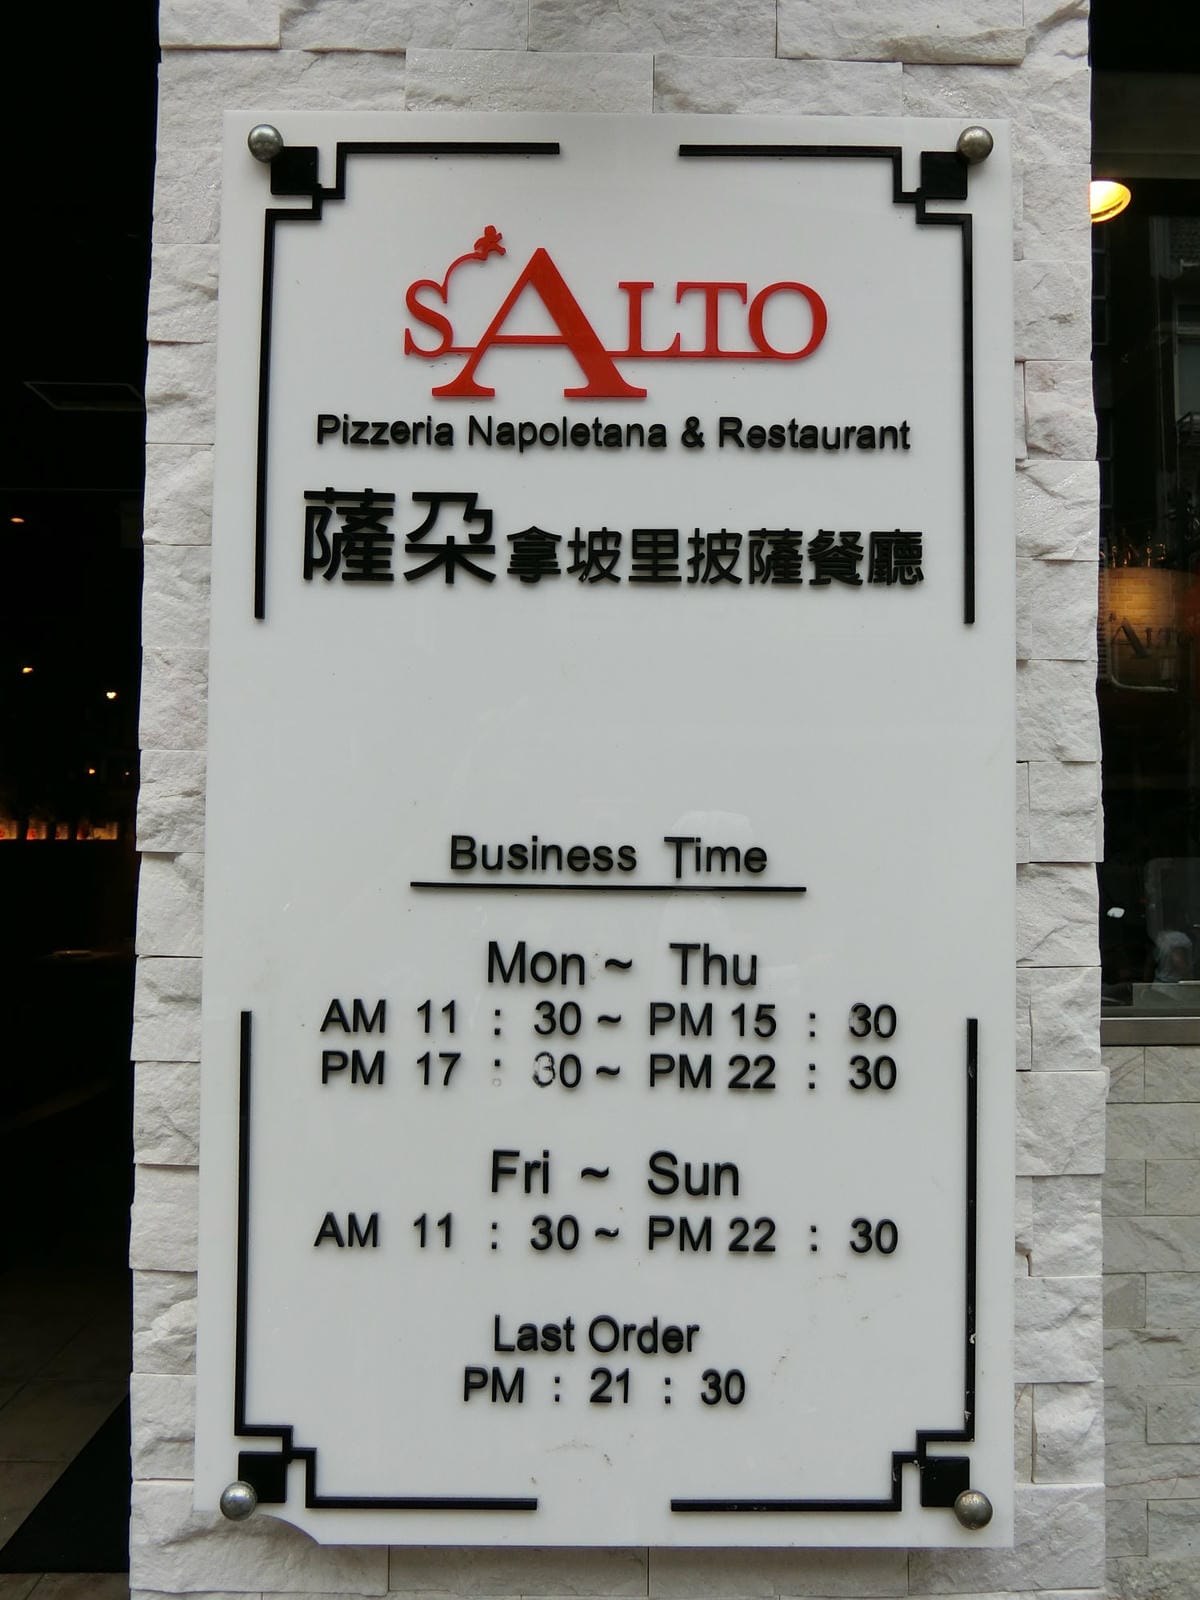 SALTO
Pizzeria Napoletana & Restaurant
薩朵拿坡里披薩餐廳
Business Time
Mon ~ Thu
AM 11 : 30 ~ PM 15 : 30
PM 17 : 30 ~ PM 22 : 30
Fri ~ Sun
AM 11 : 30 ~ PM 22 : 30
Last Order
PM : 21 : 30